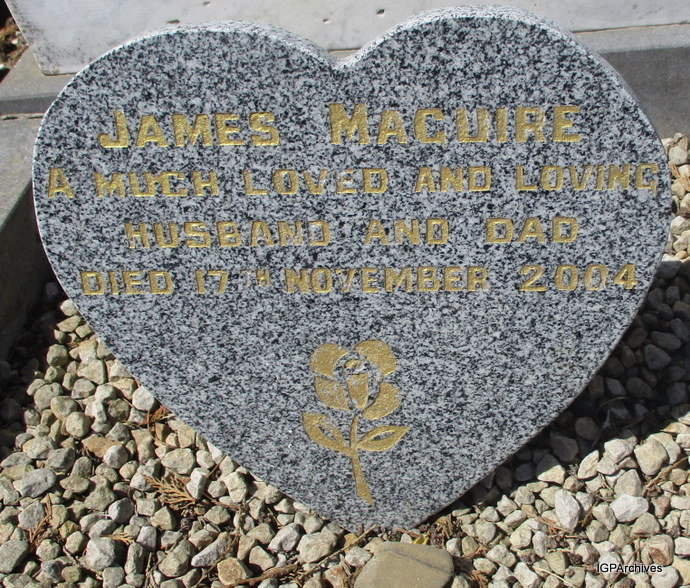 JAMES MAGUIRE
A MUCH LOVED AND LOVING
HUSBAND AND DAD
DIED 17TH NOVEMBER 2004
IGPArchives